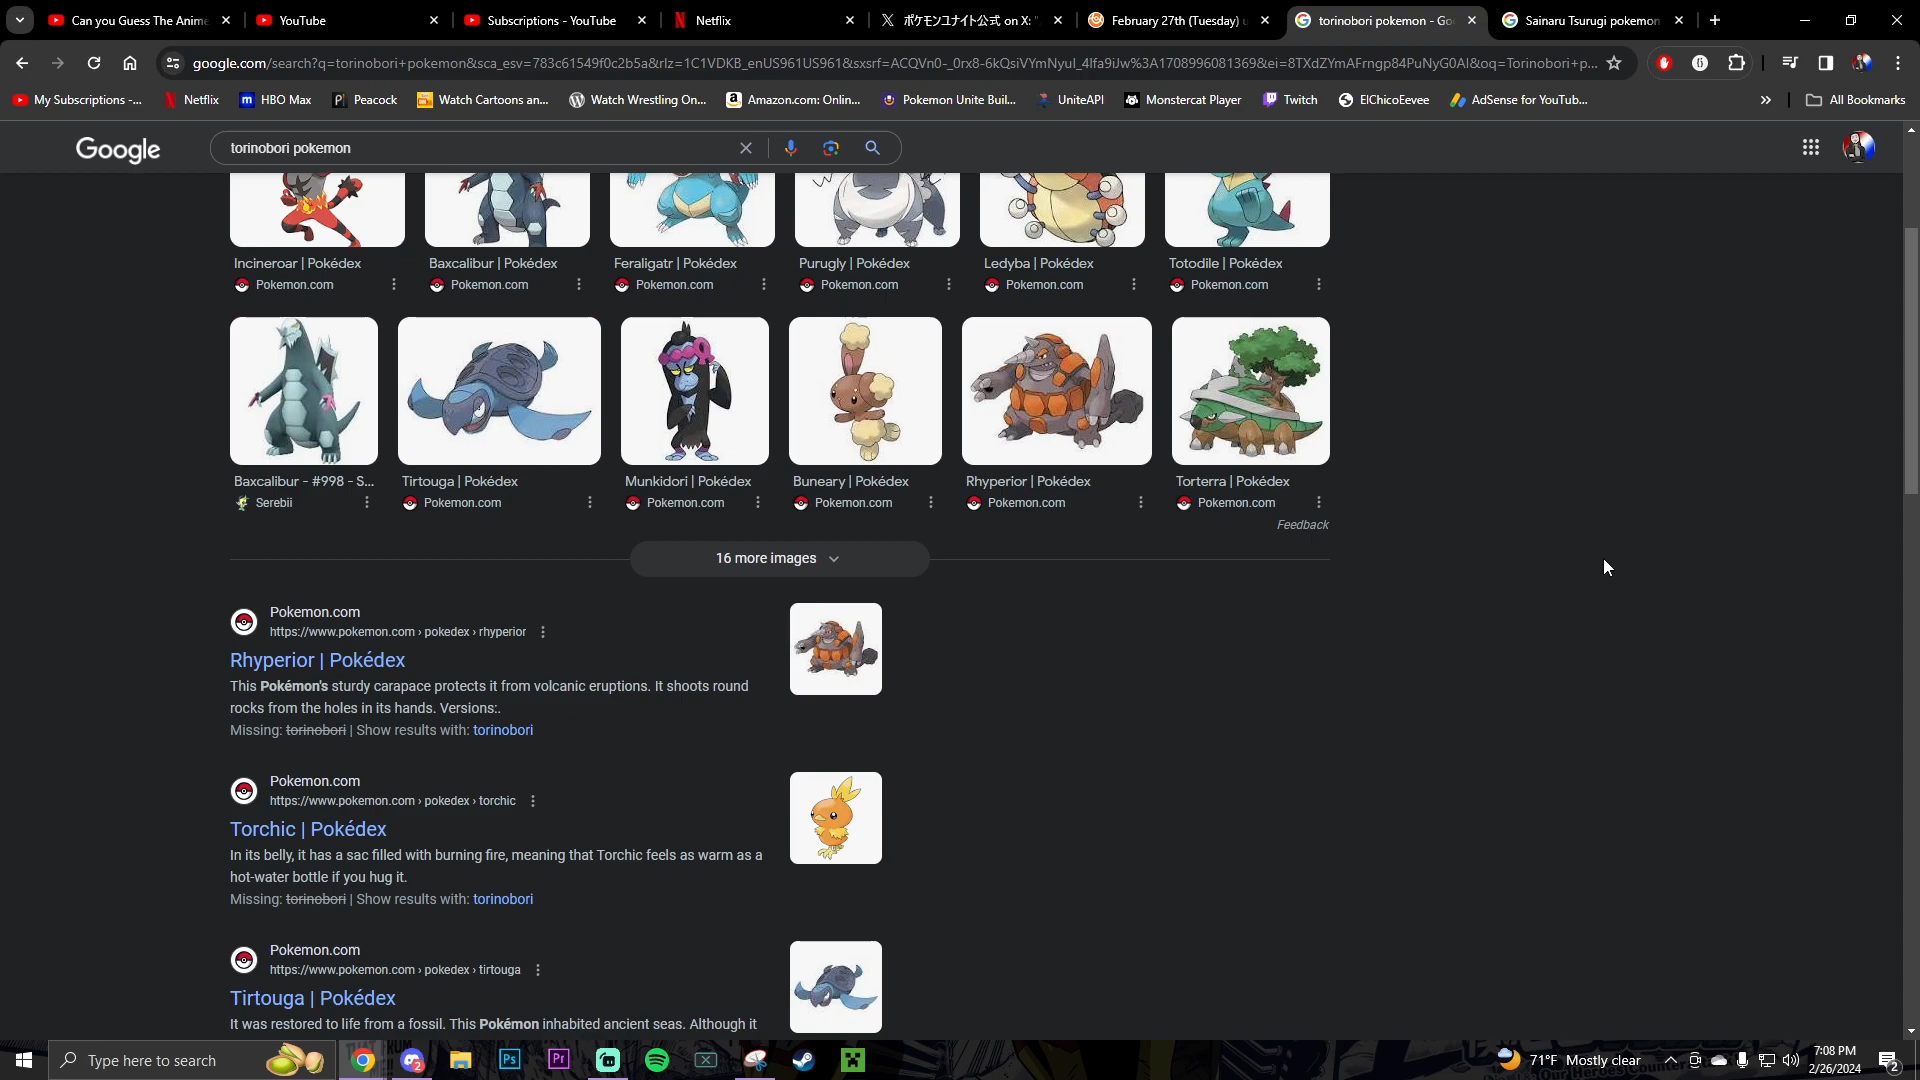 Can you Guess The Anime
YouTube
Subscriptions - YouTube
Netflix
ポケモンユナイト公式 on X: "
February 27th (Tuesday) u
torinobori pokemon - Go
Sainaru Tsurugi pokemon
google.com/search?q=torinobori+pokemon&sca_esv=783c61549f0c2b5a&rlz=1C1VDKB_enUS961US961&sxsrf=ACQVn0-_0rx8-6kQsiVYmNyuI_4Ifa9iJw%3A1708996081369&ei=8TXdZYmAFrngp84PuNyG0AI&oq=Torinobori+p...
My Subscriptions -...
Netflix
HBO Max
Peacock
Watch Cartoons an...
Watch Wrestling On...
Amazon.com: Onlin...
Pokemon Unite Buil...
UniteAPI
Monstercat Player
Twitch
ElChicoEevee
AdSense for YouTub...
All Bookmarks
Google
torinobori pokemon
Incineroar | Pokédex
Pokemon.com
Baxcalibur | Pokédex
Pokemon.com
Feraligatr | Pokédex
Pokemon.com
Purugly | Pokédex
Pokemon.com
Ledyba | Pokédex
Pokemon.com
Totodile | Pokédex
Pokemon.com
Baxcalibur - #998 - S...
Serebii
Tirtouga | Pokédex
Pokemon.com
Munkidori | Pokédex
Pokemon.com
Buneary | Pokédex
Pokemon.com
Rhyperior | Pokédex
Pokemon.com
Torterra | Pokédex
Pokemon.com
Feedback
16 more images
Pokemon.com
https://www.pokemon.com › pokedex › rhyperior
Rhyperior | Pokédex
This Pokémon's sturdy carapace protects it from volcanic eruptions. It shoots round
rocks from the holes in its hands. Versions:.
Missing: torinobori | Show results with: torinobori
Pokemon.com
https://www.pokemon.com › pokedex › torchic
Torchic | Pokédex
In its belly, it has a sac filled with burning fire, meaning that Torchic feels as warm as a
hot-water bottle if you hug it.
Missing: torinobori | Show results with: torinobori
Pokemon.com
https://www.pokemon.com › pokedex › tirtouga
Tirtouga | Pokédex
It was restored to life from a fossil. This Pokémon inhabited ancient seas. Although it
Type here to search
Ps
Pr
2
71°F Mostly clear
7:08 PM
2/26/2024
2